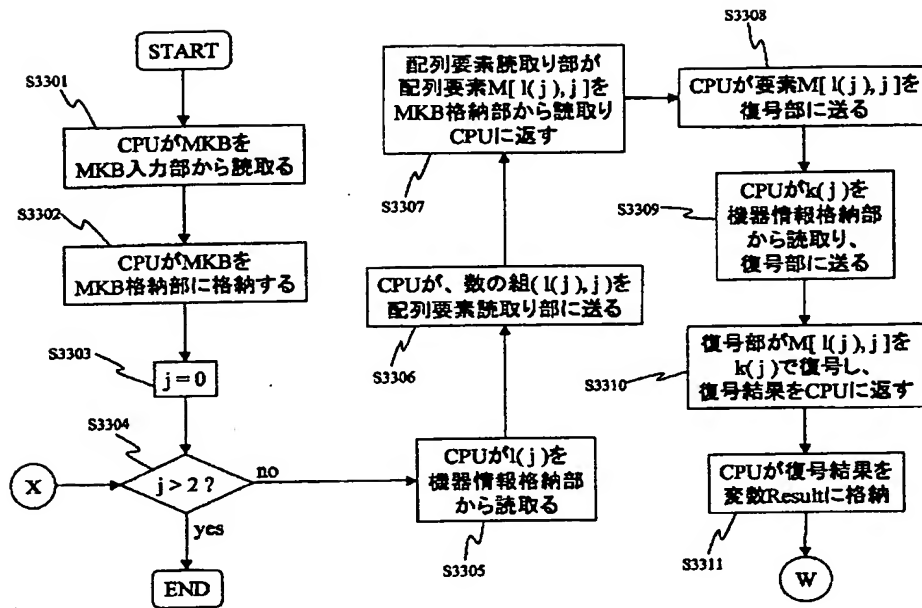 START
S3301
CPUがMKBを
MKB入力部から読取る
S3302
CPUがMKBを
MKB格納部に格納する
S3303
j = 0
S3304
X
j > 2 ?
no
yes
END
CPUがl(j)を
機器情報格納部
から読取る
S3305
CPUが、数の組( l(j), j)を
配列要素読取り部に送る
S3306
配列要素読取り部が
配列要素M[ l(j), j]を
MKB格納部から読取り
CPUに返す
S3307
S3308
CPUが要素M[ l(j), j]を
復号部に送る
S3309
CPUがk( j )を
機器情報格納部
から読取り、
復号部に送る
S3310
復号部がM[ l(j), j]を
k( j )で復号し、
復号結果をCPUに返す
CPUが復号結果を
変数Resultに格納
S3311
W